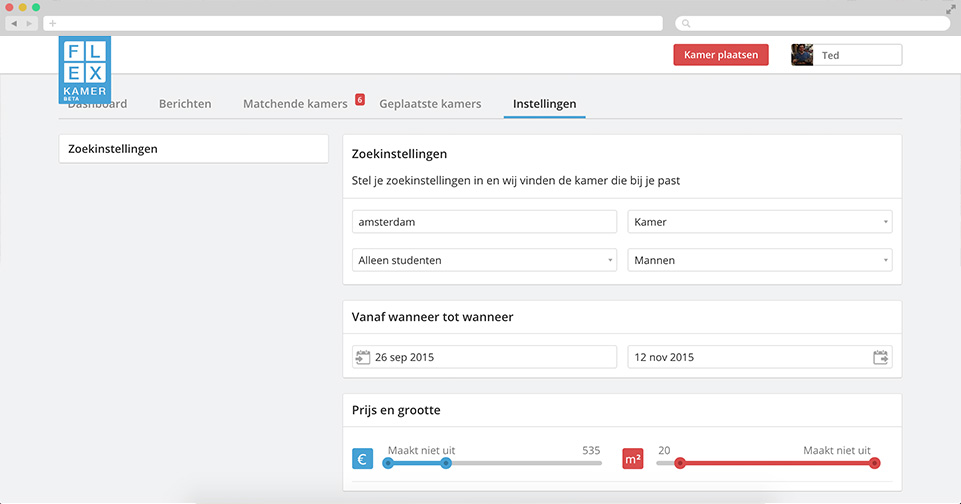 FL
EX
KAMER
BETA
Kamer plaatsen
Ted
Dashboard
Berichten
Matchende kamers
6
Geplaatste kamers
Instellingen
Zoekinstellingen
Zoekinstellingen
Stel je zoekinstellingen in en wij vinden de kamer die bij je past
amsterdam
Kamer
Alleen studenten
Mannen
Vanaf wanneer tot wanneer
26 sep 2015
12 nov 2015
Prijs en grootte
€
Maakt niet uit
535
m²
20
Maakt niet uit